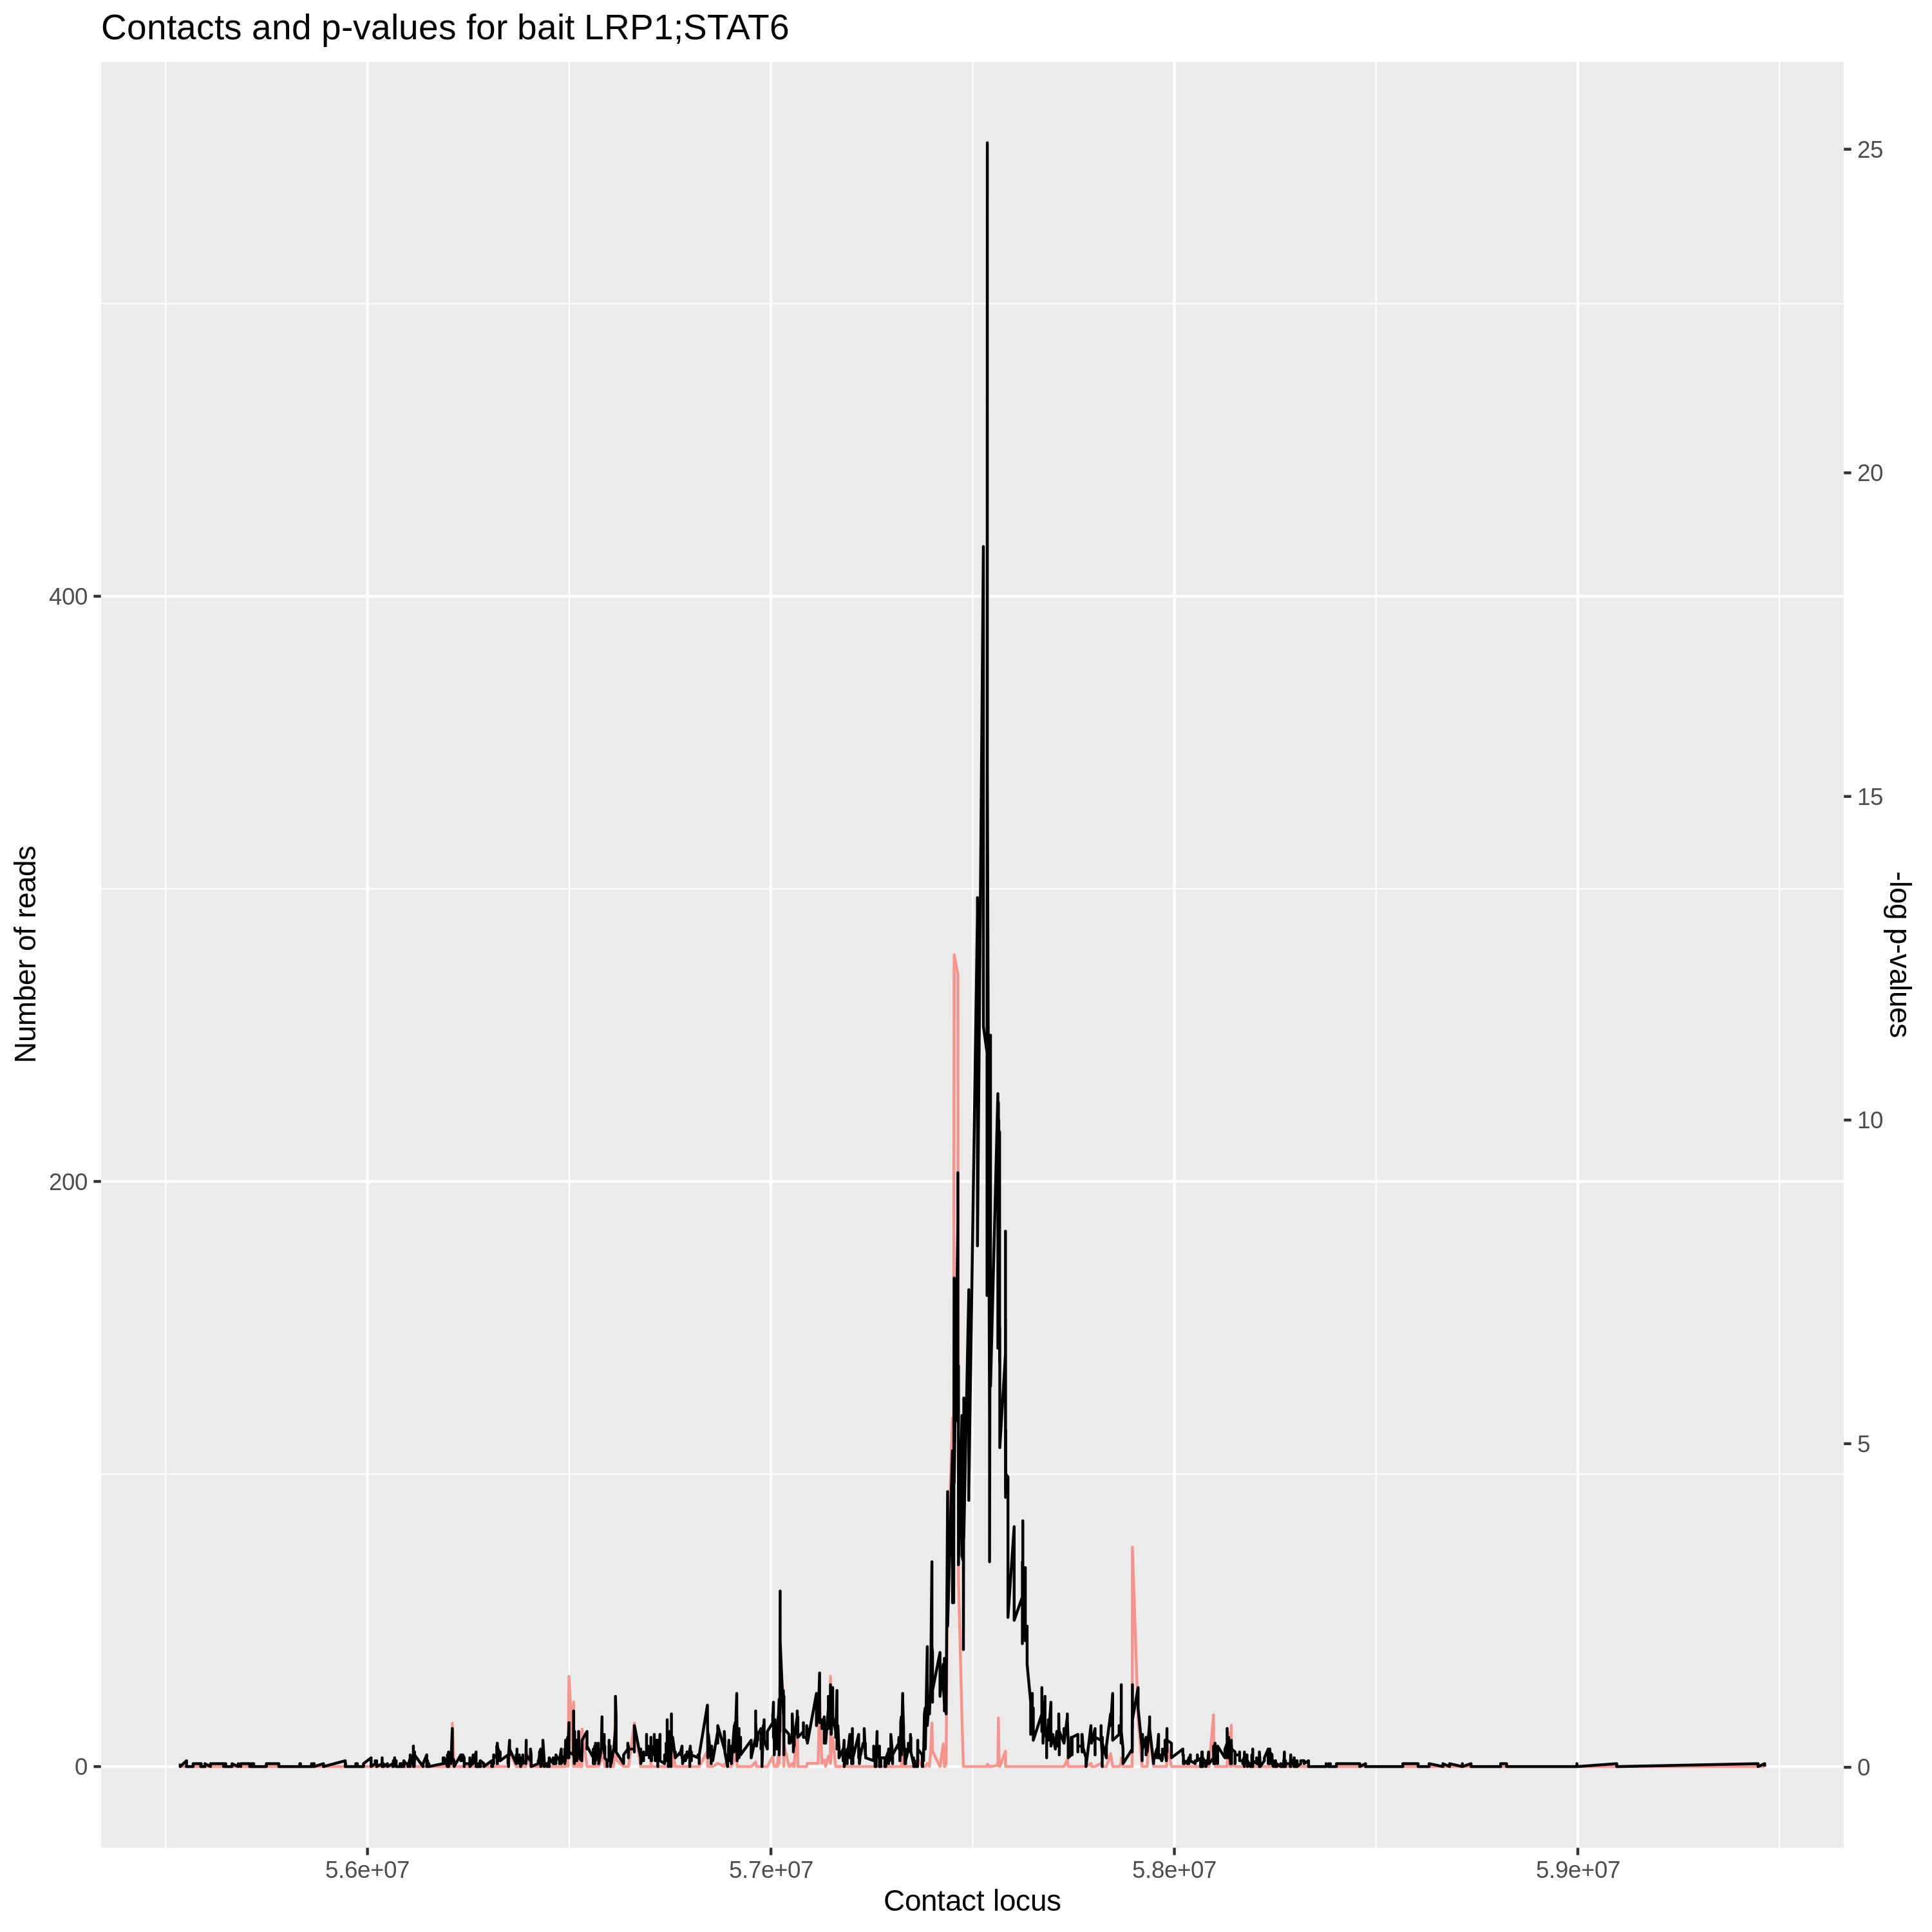 Contacts and p-values for bait LRP1;STAT6
Number of reads
400
200
0
25
20
15
10
5
0
-log p-values
5.6e+07
5.7e+07
5.8e+07
5.9e+07
Contact locus